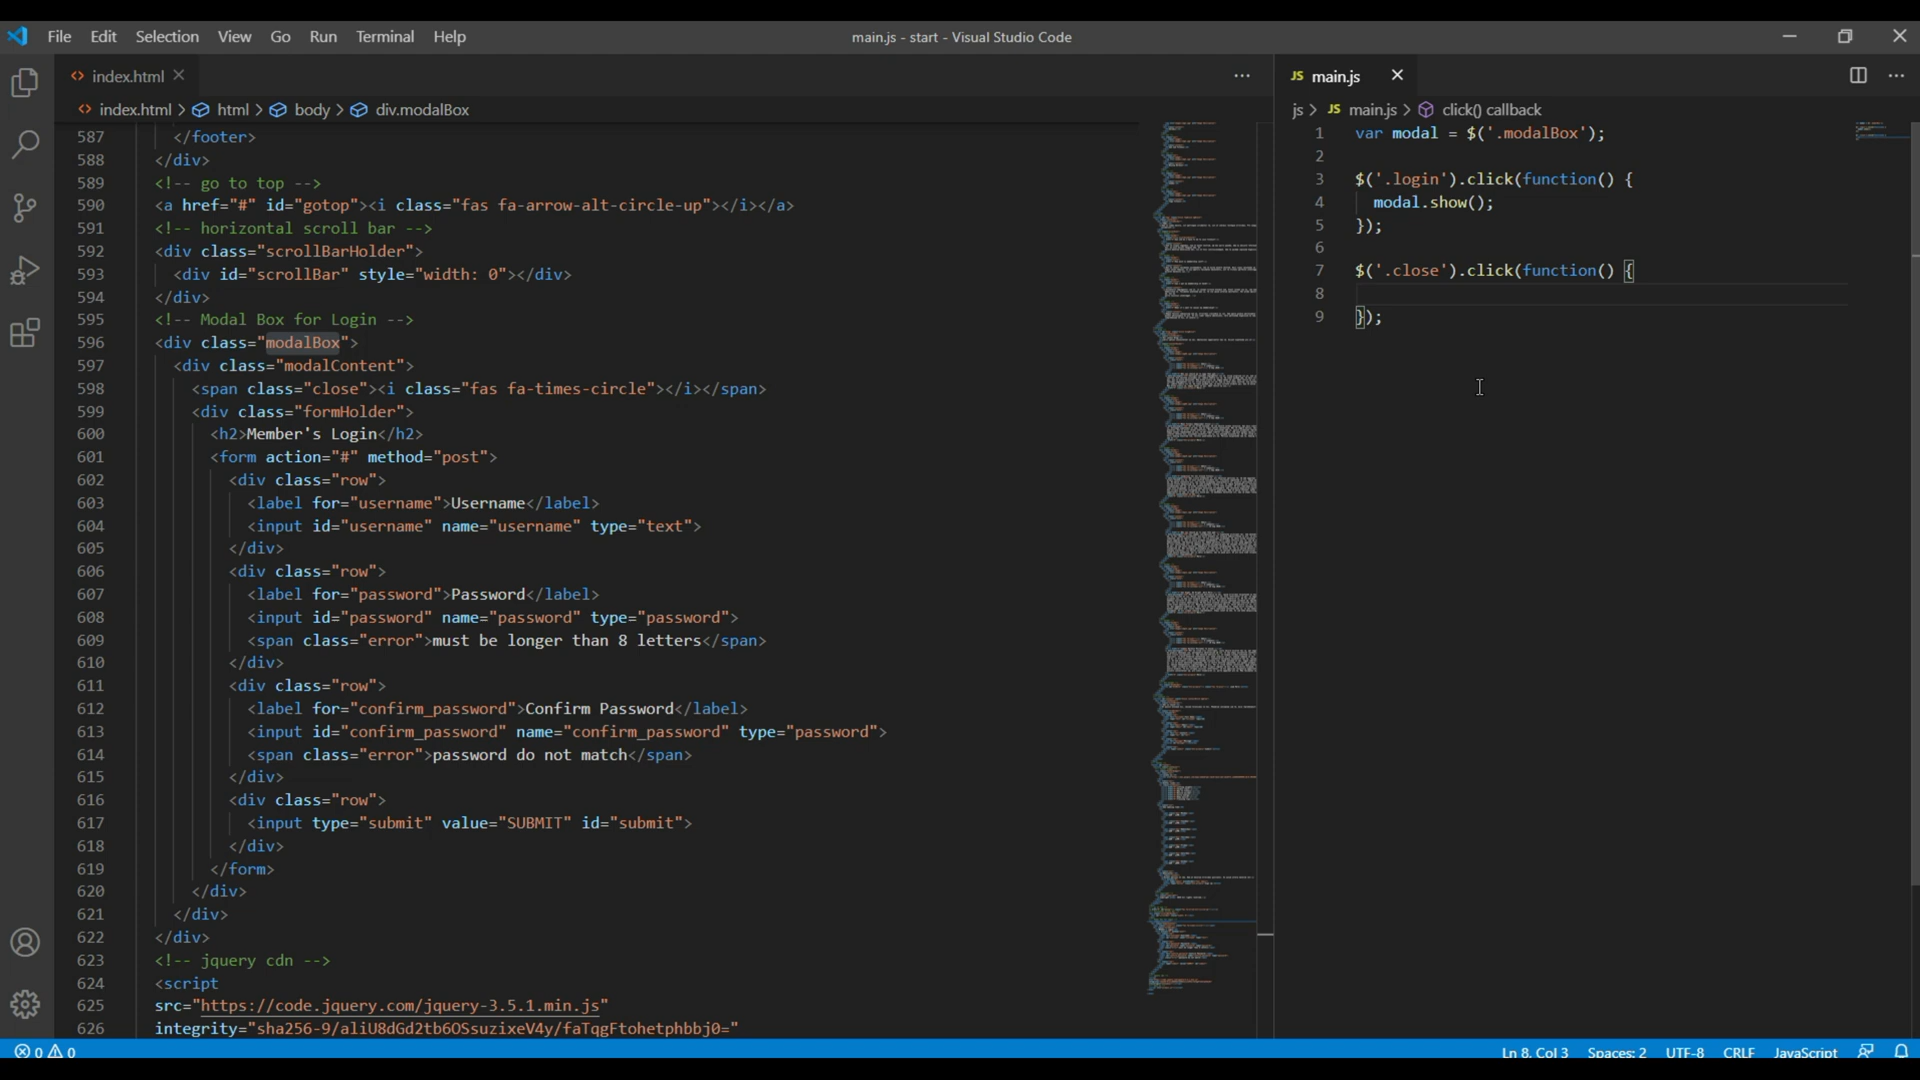 File Edit Selection View Go Run Terminal Help
main.js - start - Visual Studio Code
index.html
index.html > html > body > div.modalBox
587 </footer>
588 </div>
589 <!-- go to top -->
590 <a href="#" id="gotop"><i class="fas fa-arrow-alt-circle-up"></i></a>
591 <!-- horizontal scroll bar -->
592 <div class="scrollBarHolder">
593 <div id="scrollBar" style="width: 0"></div>
594 </div>
595 <!-- Modal Box for Login -->
596 <div class="modalBox">
597 <div class="modalContent">
598 <span class="close"><i class="fas fa-times-circle"></i></span>
599 <div class="formHolder">
600 <h2>Member's Login</h2>
601 <form action="#" method="post">
602 <div class="row">
603 <label for="username">Username</label>
604 <input id="username" name="username" type="text">
605 </div>
606 <div class="row">
607 <label for="password">Password</label>
608 <input id="password" name="password" type="password">
609 <span class="error">must be longer than 8 letters</span>
610 </div>
611 <div class="row">
612 <label for="confirm_password">Confirm Password</label>
613 <input id="confirm_password" name="confirm_password" type="password">
614 <span class="error">password do not match</span>
615 </div>
616 <div class="row">
617 <input type="submit" value="SUBMIT" id="submit">
618 </div>
619 </form>
620 </div>
621 </div>
622 </div>
623 <!-- jquery cdn -->
624 <script
625 src="https://code.jquery.com/jquery-3.5.1.min.js"
626 integrity="sha256-9/aliU8dGd2tb6OSsuzixeV4y/faTqgFtohetphbbj0="
JS main.js
js > JS main.js > click() callback
1 var modal = $('.modalBox');
2
3 $('.login').click(function() {
4 modal.show();
5 });
6
7 $('.close').click(function() {
8
9 });
0 0
Ln 8, Col 3 Spaces: 2 UTF-8 CRLF JavaScript